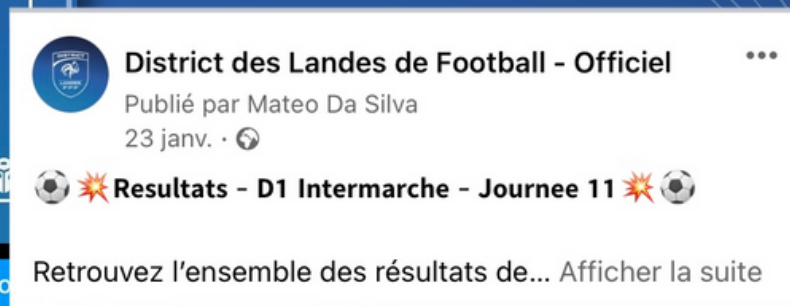 District des Landes de Football - Officiel
Publié par Mateo Da Silva
23 janv. ·
⚽ 💥 Resultats - D1 Intermarche - Journee 11 💥 ⚽
Retrouvez l'ensemble des résultats de... Afficher la suite